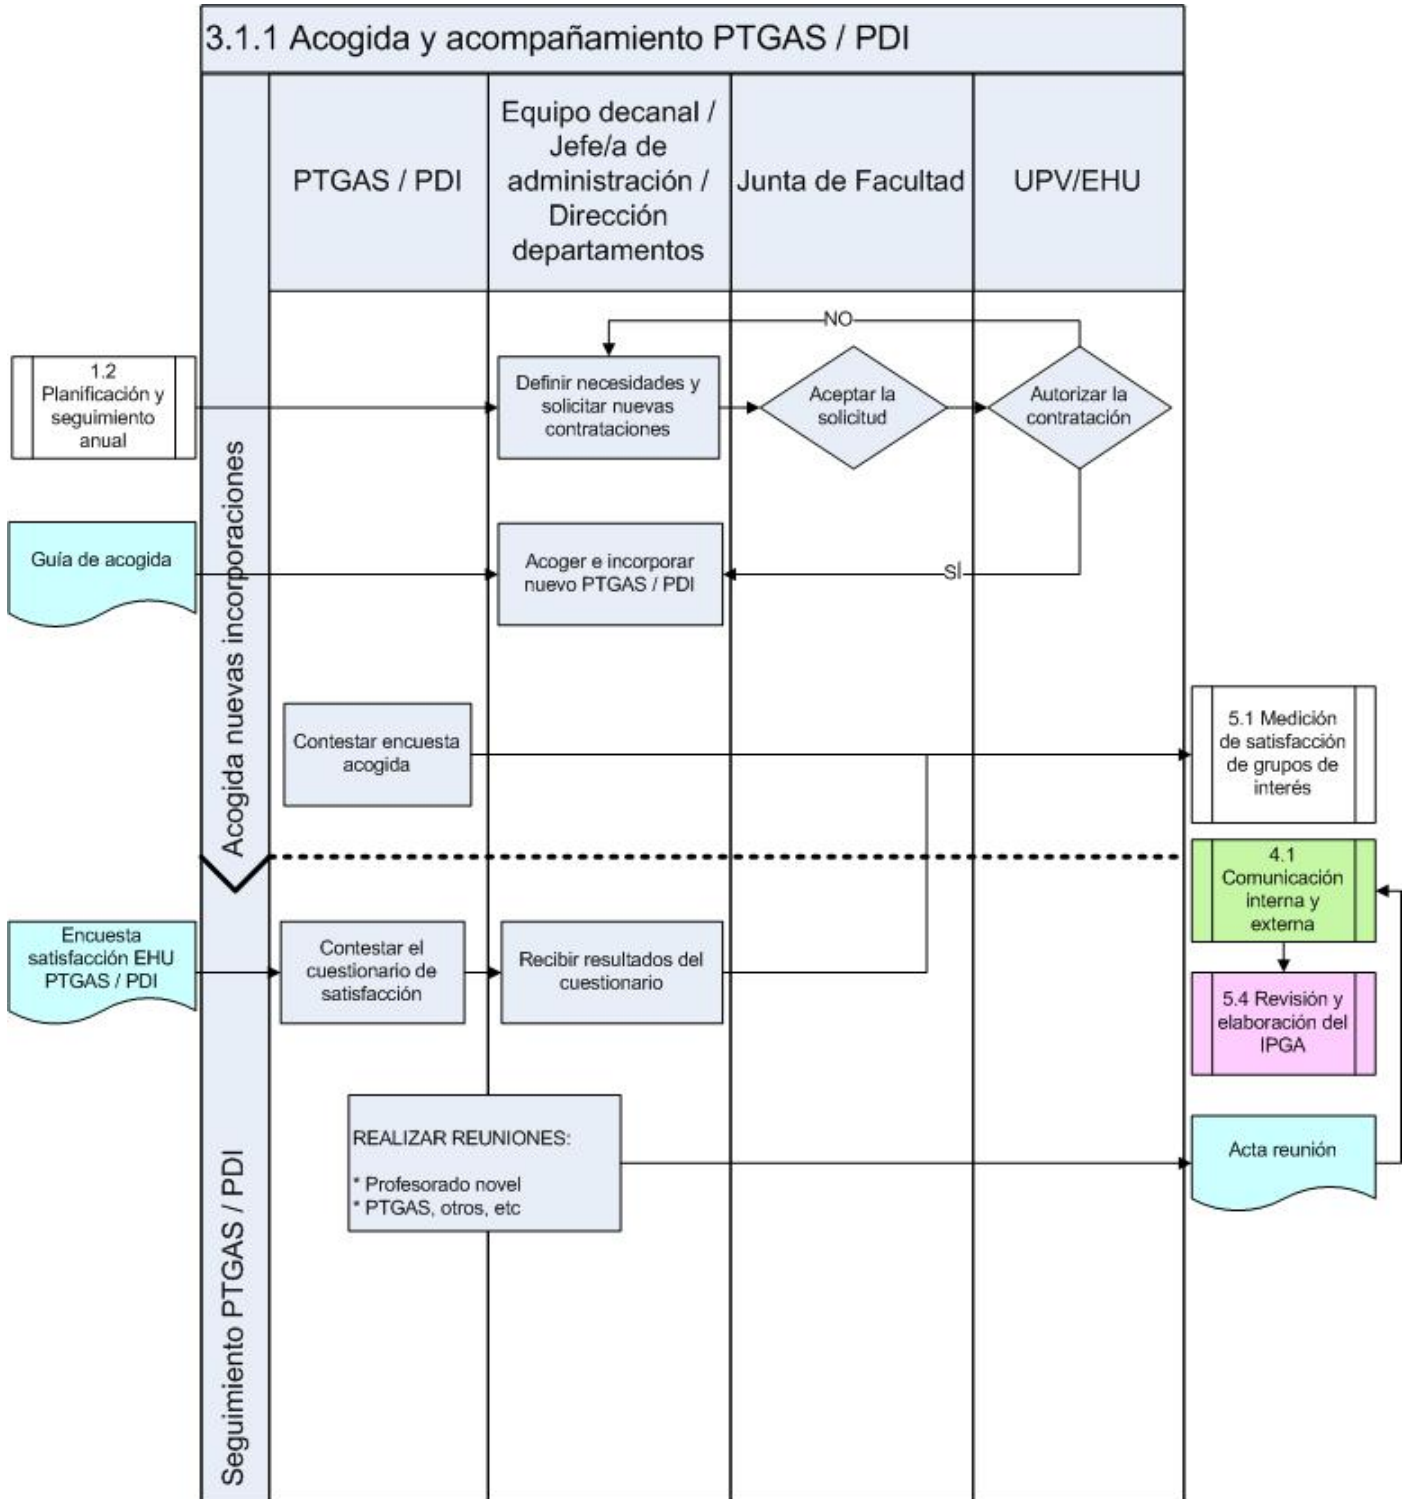 3.1.1 Acogida y acompañamiento PTGAS / PDI
PTGAS / PDI
Equipo decanal /
Jefe/a de
administración /
Dirección
departamentos
Junta de Facultad
UPV/EHU
Acogida nuevas incorporaciones
NO
1.2
Planificación y
seguimiento
anual
Definir necesidades y
solicitar nuevas
contrataciones
Aceptar la
solicitud
Autorizar la
contratación
Guía de acogida
Acoger e incorporar
nuevo PTGAS / PDI
SÍ
Contestar encuesta
acogida
5.1 Medición
de satisfacción
de grupos de
interés
4.1
Comunicación
interna y
externa
Seguimiento PTGAS / PDI
Encuesta
satisfacción EHU
PTGAS / PDI
Contestar el
cuestionario de
satisfacción
Recibir resultados del
cuestionario
5.4 Revisión y
elaboración del
IPGA
REALIZAR REUNIONES:
* Profesorado novel
* PTGAS, otros, etc
Acta reunión